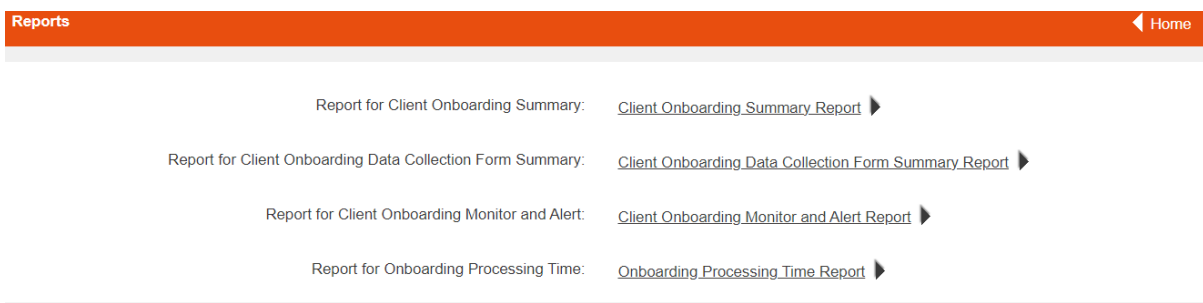 Reports Home
Report for Client Onboarding Summary: Client Onboarding Summary Report
Report for Client Onboarding Data Collection Form Summary: Client Onboarding Data Collection Form Summary Report
Report for Client Onboarding Monitor and Alert: Client Onboarding Monitor and Alert Report
Report for Onboarding Processing Time: Onboarding Processing Time Report